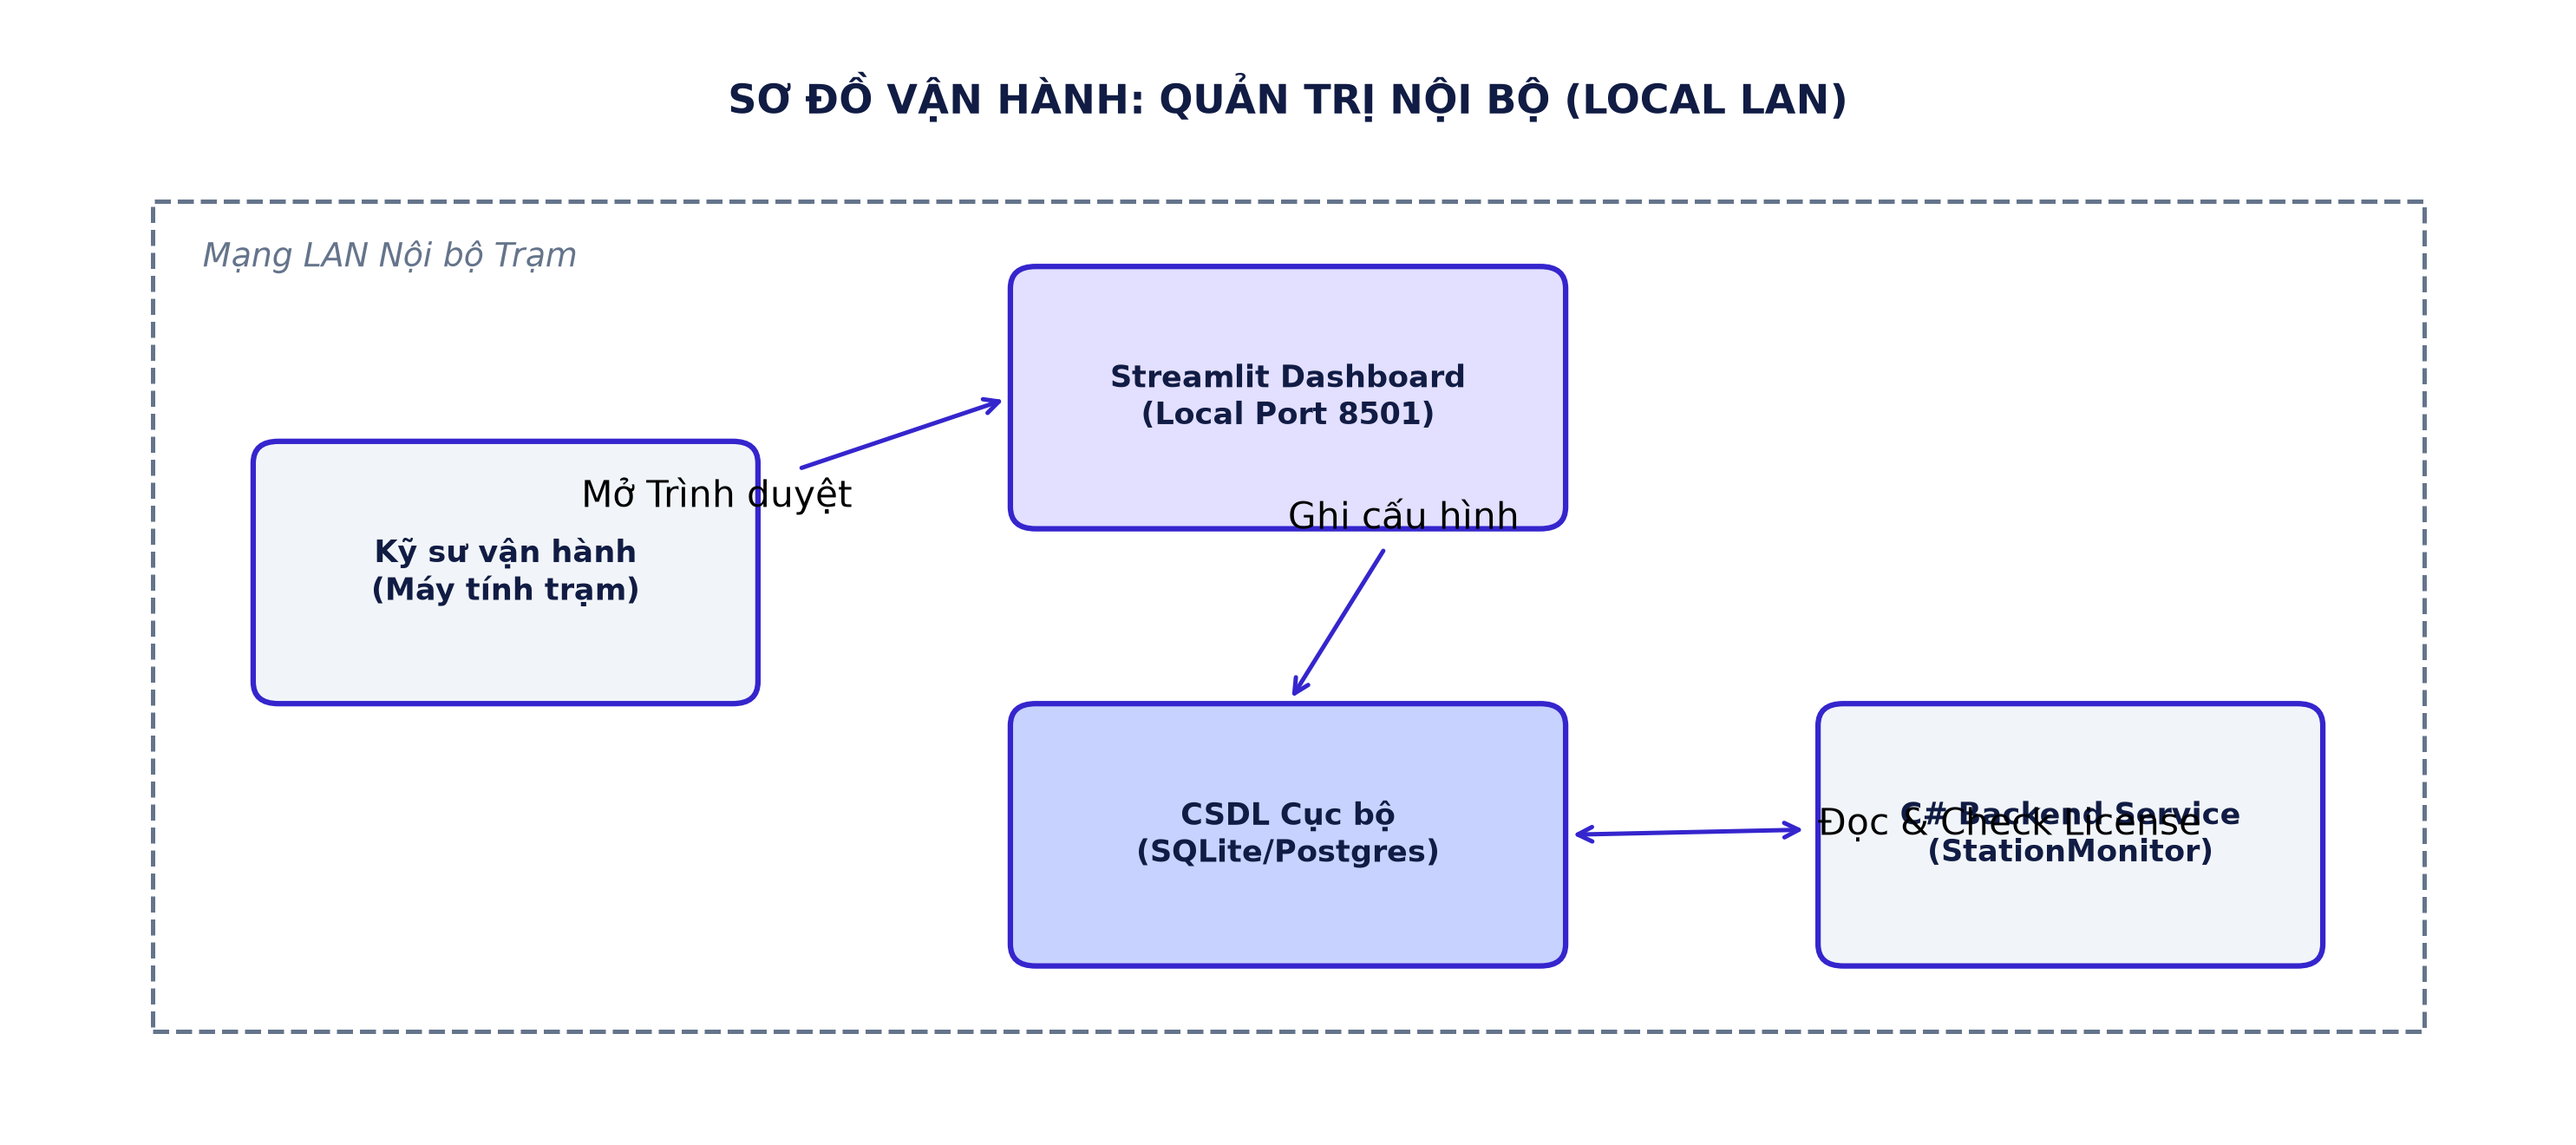 SƠ ĐỒ VẬN HÀNH: QUẢN TRỊ NỘI BỘ (LOCAL LAN)
Mạng LAN Nội bộ Trạm
Streamlit Dashboard
(Local Port 8501)
Mở Trình duyệt
Ghi cấu hình
Kỹ sư vận hành
(Máy tính trạm)
CSDL Cục bộ
(SQLite/Postgres)
C# Backend Service
Đọc & Check License
(StationMonitor)